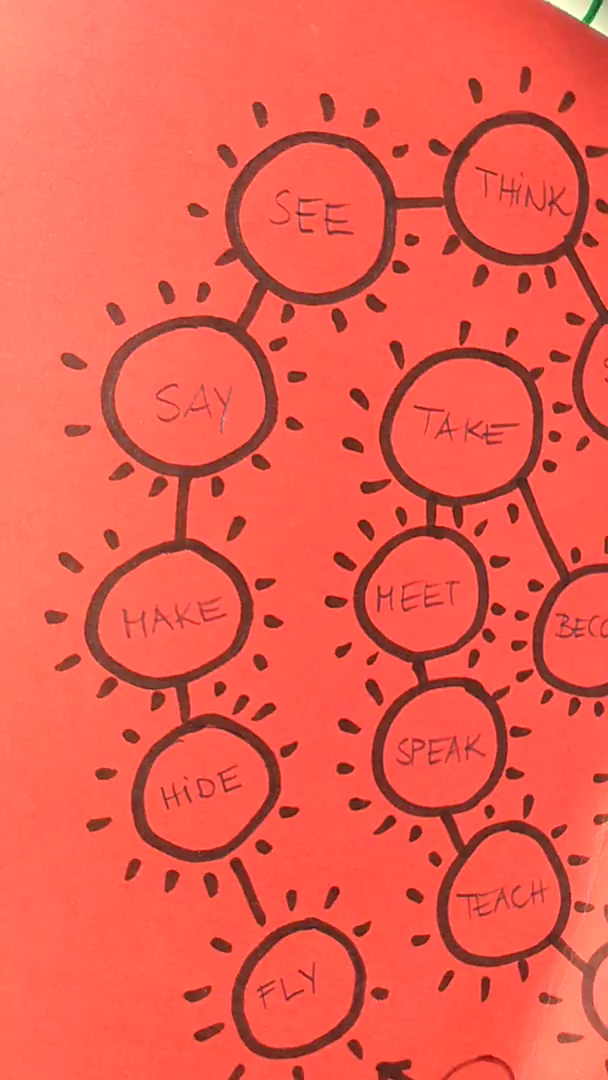 THiNK
SEE
SAY
TAKE
MEET
MAKE
SPEAK
HiDE
TEACH
FLY